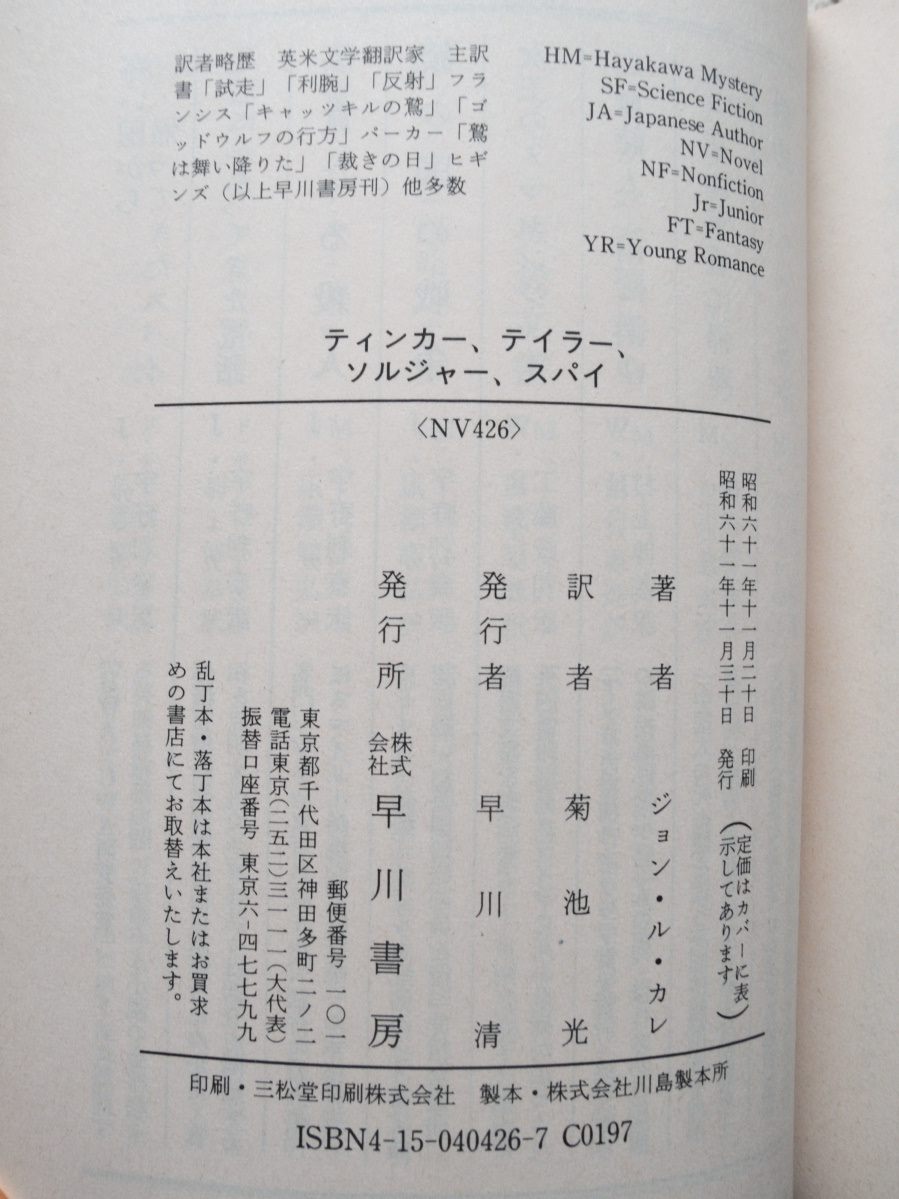 訳者略歴　英米文学翻訳家　主訳
書「試走」「利腕」「反射」フラ
ンシス「キャッツキルの鷲」「ゴ
ッドウルフの行方」パーカー「鷲
は舞い降りた」「裁きの日」ヒギ
ンズ（以上早川書房刊）他多数
HM=Hayakawa Mystery
SF=Science Fiction
JA=Japanese Author
NV=Novel
NF=Nonfiction
Jr=Junior
FT=Fantasy
YR=Young Romance
ティンカー、テイラー、
ソルジャー、スパイ
〈NV426〉
昭和六十一年十一月二十日　印刷
昭和六十一年十一月三十日　発行
（定価はカバーに表
示してあります）
著者　ジョン・ル・カレ
訳者　菊池光
発行者　早川清
発行所　株式会社　早川書房
郵便番号　一〇一
東京都千代田区神田多町二ノ二
電話東京（二五二）三一一一（大代表）
振替口座番号　東京六-四七七九九
乱丁本・落丁本は本社またはお買求
めの書店にてお取替えいたします。
印刷・三松堂印刷株式会社　製本・株式会社川島製本所
ISBN4-15-040426-7 C0197